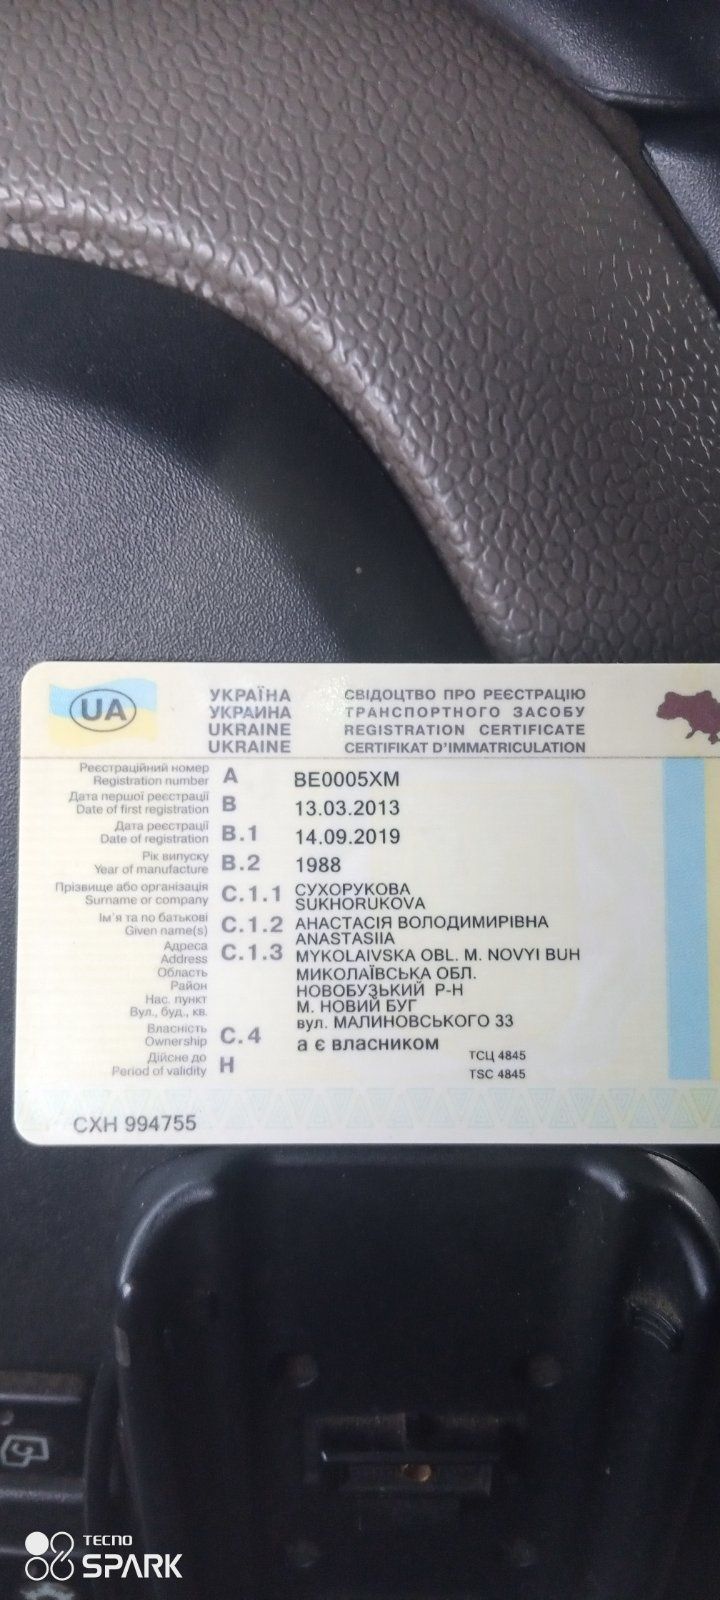 UA
УКРАЇНА
УКРАИНА
UKRAINE
UKRAINE
СВІДОЦТВО ПРО РЕЄСТРАЦІЮ
ТРАНСПОРТНОГО ЗАСОБУ
REGISTRATION CERTIFICATE
CERTIFIKAT D'IMMATRICULATION
Реєстраційний номер
Registration number A BE0005XM
Дата першої реєстрації
Date of first registration B 13.03.2013
Дата реєстрації
Date of registration B.1 14.09.2019
Рік випуску
Year of manufacture B.2 1988
Прізвище або організація C.1.1 СУХОРУКОВА
Surname or company SUKHORUKOVA
Ім'я та по батькові C.1.2 АНАСТАСІЯ ВОЛОДИМИРІВНА
Given name(s) ANASTASIIA
Адреса C.1.3 MYKOLAIVSKA OBL. M. NOVYI BUH
Address
Область МИКОЛАЇВСЬКА ОБЛ.
Район НОВОБУЗЬКИЙ Р-Н
Нас. пункт М. НОВИЙ БУГ
Вул., буд., кв. вул. МАЛИНОВСЬКОГО 33
Власність
Ownership C.4 а є власником
Дійсне до H ТСЦ 4845
Period of validity TSC 4845
СХН 994755
TECNO
SPARK